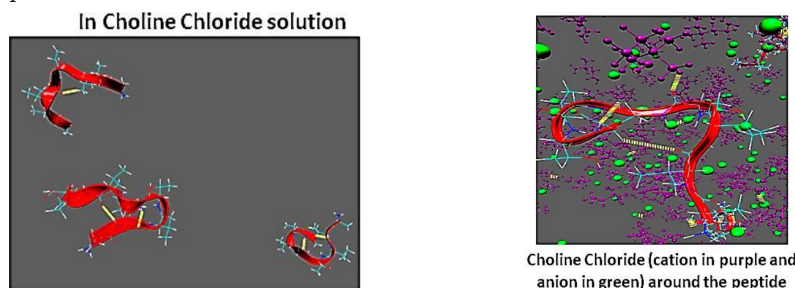 In Choline Chloride solution
Choline Chloride (cation in purple and
anion in green) around the peptide